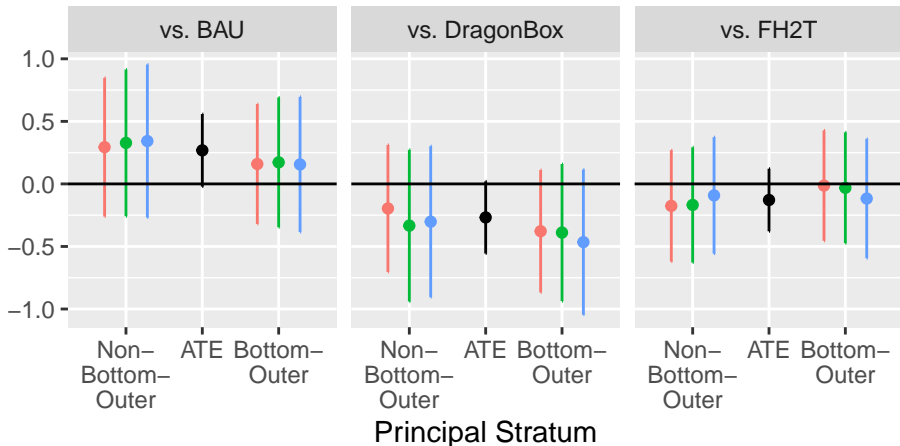 vs. BAU
vs. DragonBox
vs. FH2T
1.0
0.5
0.0
−0.5
−1.0
Non− ATE Bottom− Non− ATE Bottom− Non− ATE Bottom−
Bottom− Outer Bottom− Outer Bottom− Outer
Outer Outer Outer
Principal Stratum